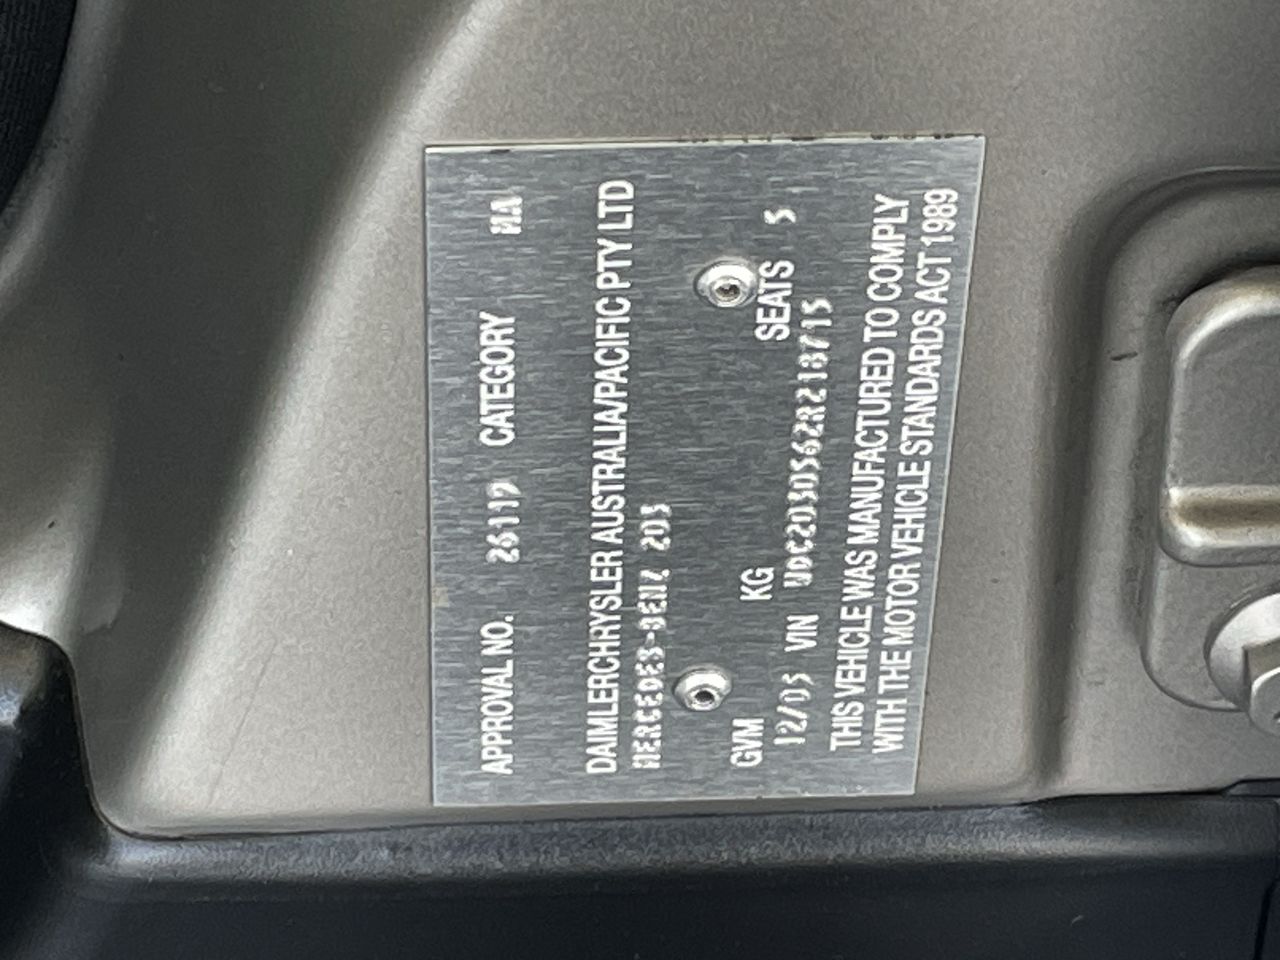 APPROVAL NO. 26119 CATEGORY MA
DAIMLERCHRYSLER AUSTRALIA/PACIFIC PTY LTD
MERCEDES-BENZ 203
GVM KG SEATS 5
12/05 VIN WDC2030562R218715
THIS VEHICLE WAS MANUFACTURED TO COMPLY
WITH THE MOTOR VEHICLE STANDARDS ACT 1989